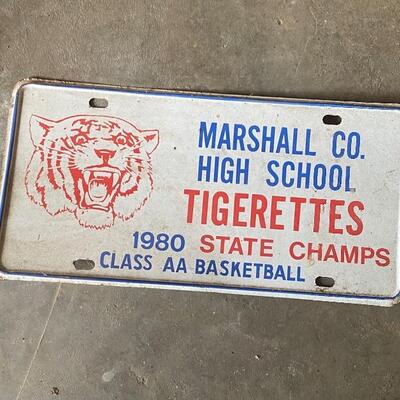 MARSHALL CO.
HIGH SCHOOL
TIGERETTES
1980 STATE CHAMPS
CLASS AA BASKETBALL